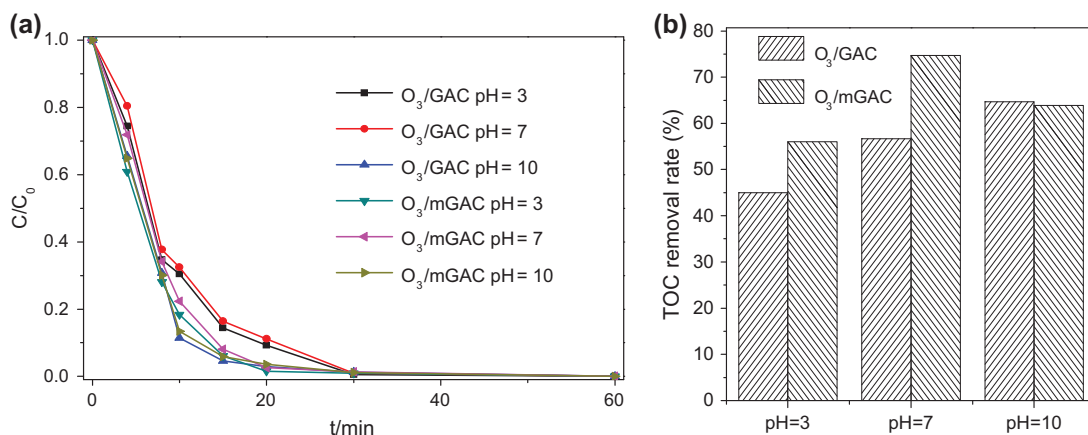 (a)
1.0
0.8
0.6
0.4
0.2
0.0
C/C0
0
20
40
60
t/min
O3/GAC pH= 3
O3/GAC pH= 7
O3/GAC pH= 10
O3/mGAC pH= 3
O3/mGAC pH= 7
O3/mGAC pH= 10
(b)
80
70
60
50
40
30
20
10
0
TOC removal rate (%)
O3/GAC
O3/mGAC
pH=3
pH=7
pH=10